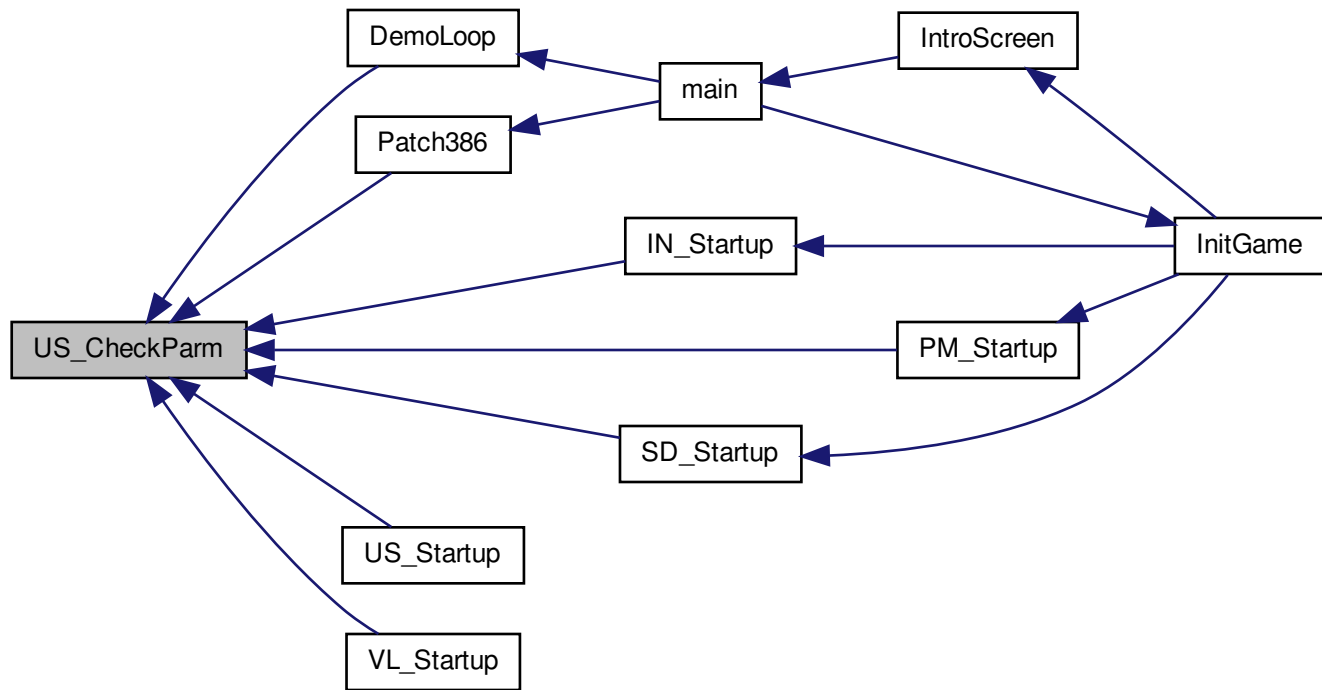 DemoLoop
IntroScreen
main
Patch386
IN_Startup
InitGame
US_CheckParm
PM_Startup
SD_Startup
US_Startup
VL_Startup